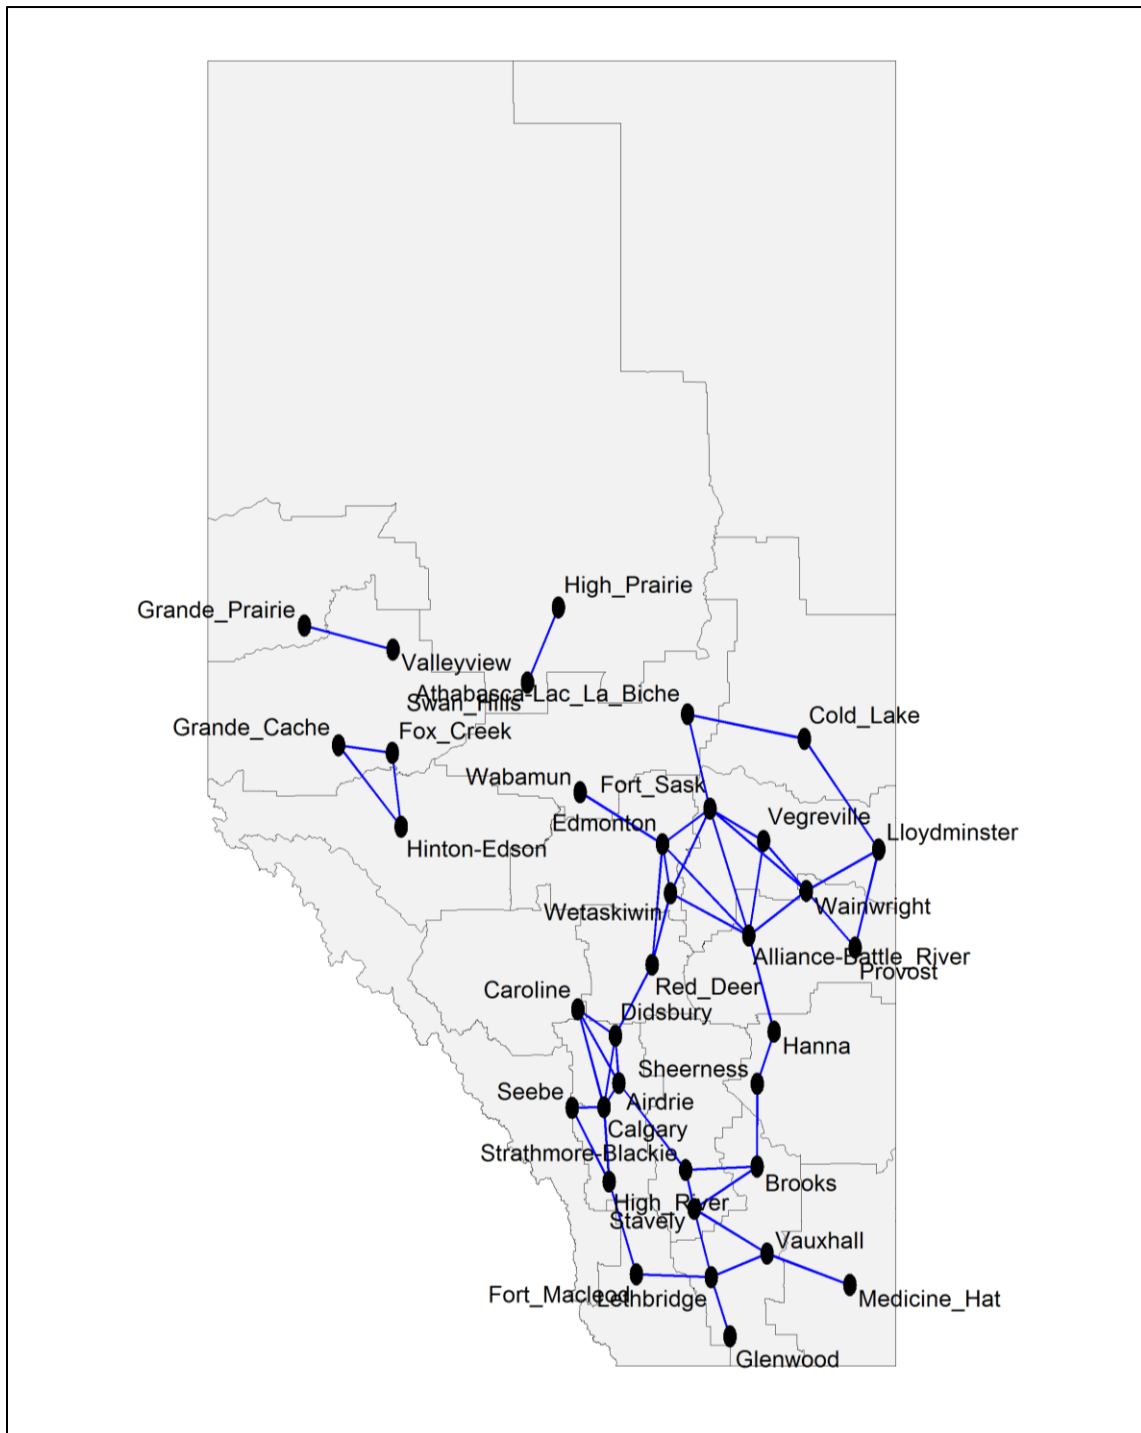 High_Prairie
Grande_Prairie
Valleyview
Athabasca-Lac_La_Biche
Swan_Hills
Cold_Lake
Grande_Cache
Fox_Creek
Wabamun
Fort_Sask
Vegreville
Edmonton
Lloydminster
Hinton-Edson
Wetaskiwin
Wainwright
Alliance-Battle_River
Provost
Red_Deer
Caroline
Didsbury
Hanna
Sheerness
Seebe
Airdrie
Calgary
Strathmore-Blackie
Brooks
High_River
Stavely
Vauxhall
Fort_Macleod
Lethbridge
Medicine_Hat
Glenwood